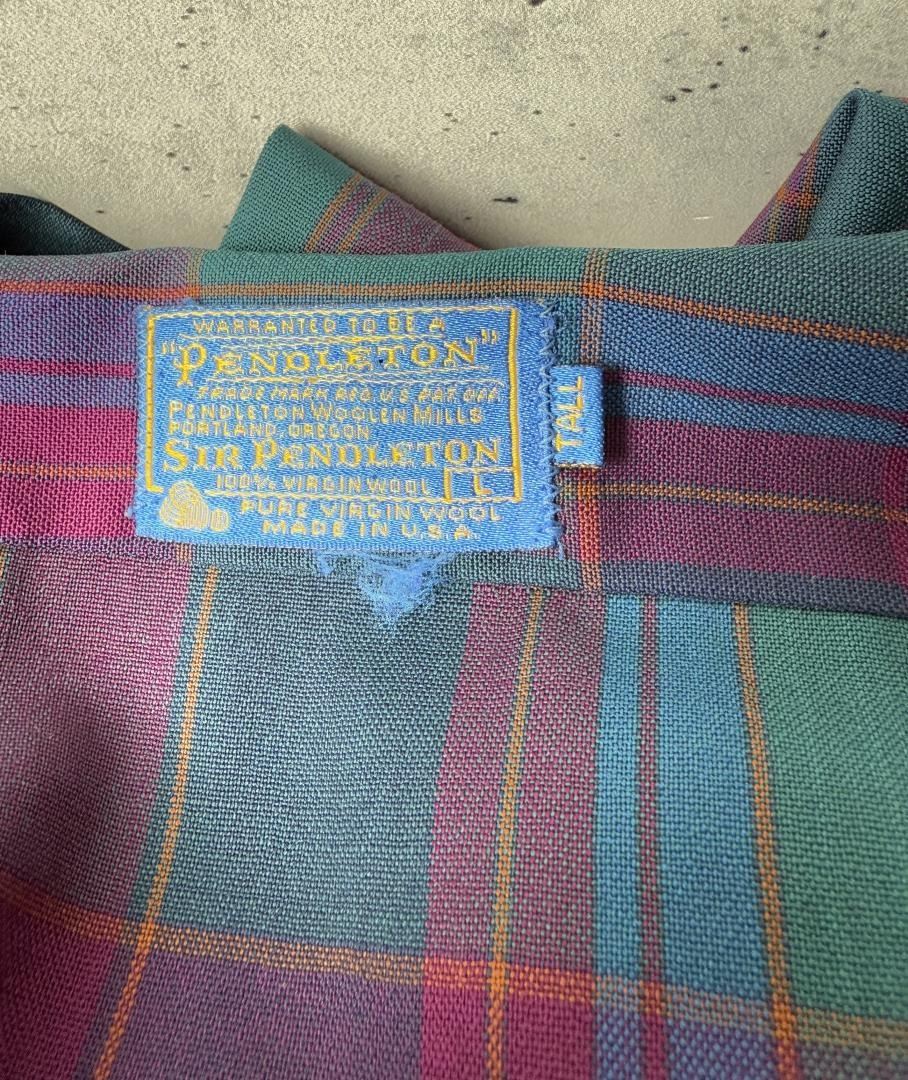 WARRANTED TO BE A
"PENDLETON"
TRADE MARK REG. U.S. PAT. OFF.
PENDLETON WOOLEN MILLS
PORTLAND, OREGON
SIR PENDLETON
100% VIRGIN WOOL L
PURE VIRGIN WOOL
MADE IN U.S.A.
TALL